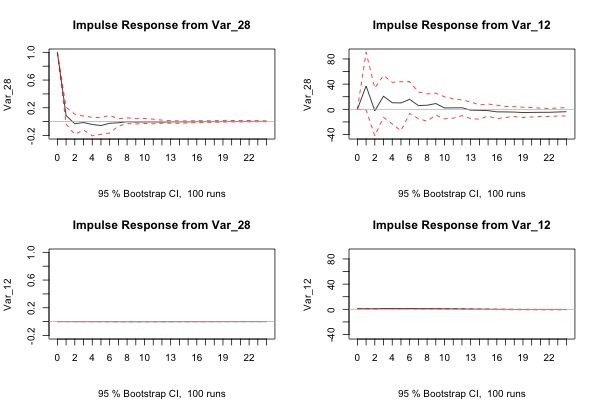 Impulse Response from Var_28
Impulse Response from Var_12
Var_28
1.0
0.6
0.2
-0.2
0 2 4 6 8 10 13 16 19 22
95 % Bootstrap CI, 100 runs
Var_28
80
40
0
-40
0 2 4 6 8 10 13 16 19 22
95 % Bootstrap CI, 100 runs
Impulse Response from Var_28
Impulse Response from Var_12
Var_12
1.0
0.6
0.2
-0.2
0 2 4 6 8 10 13 16 19 22
95 % Bootstrap CI, 100 runs
Var_12
80
40
0
-40
0 2 4 6 8 10 13 16 19 22
95 % Bootstrap CI, 100 runs